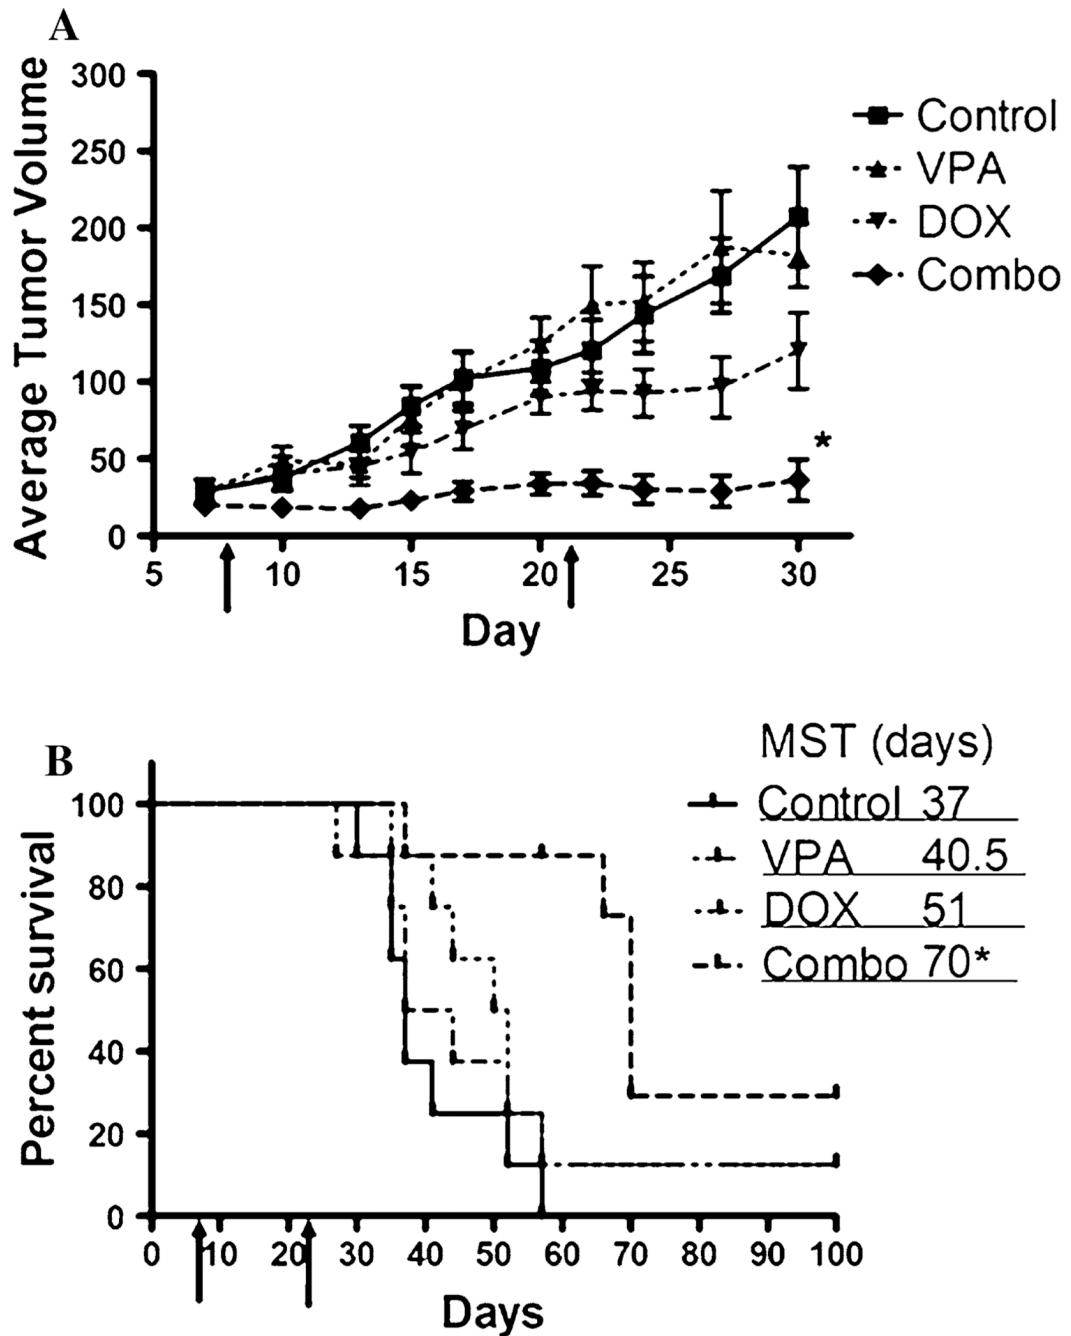 A
Average Tumor Volume
300
250
200
150
100
50
0
5 10 15 20 25 30
Day
Control
VPA
DOX
Combo
*
B
Percent survival
100
80
60
40
20
0
0 10 20 30 40 50 60 70 80 90 100
Days
MST (days)
Control 37
VPA 40.5
DOX 51
Combo 70*